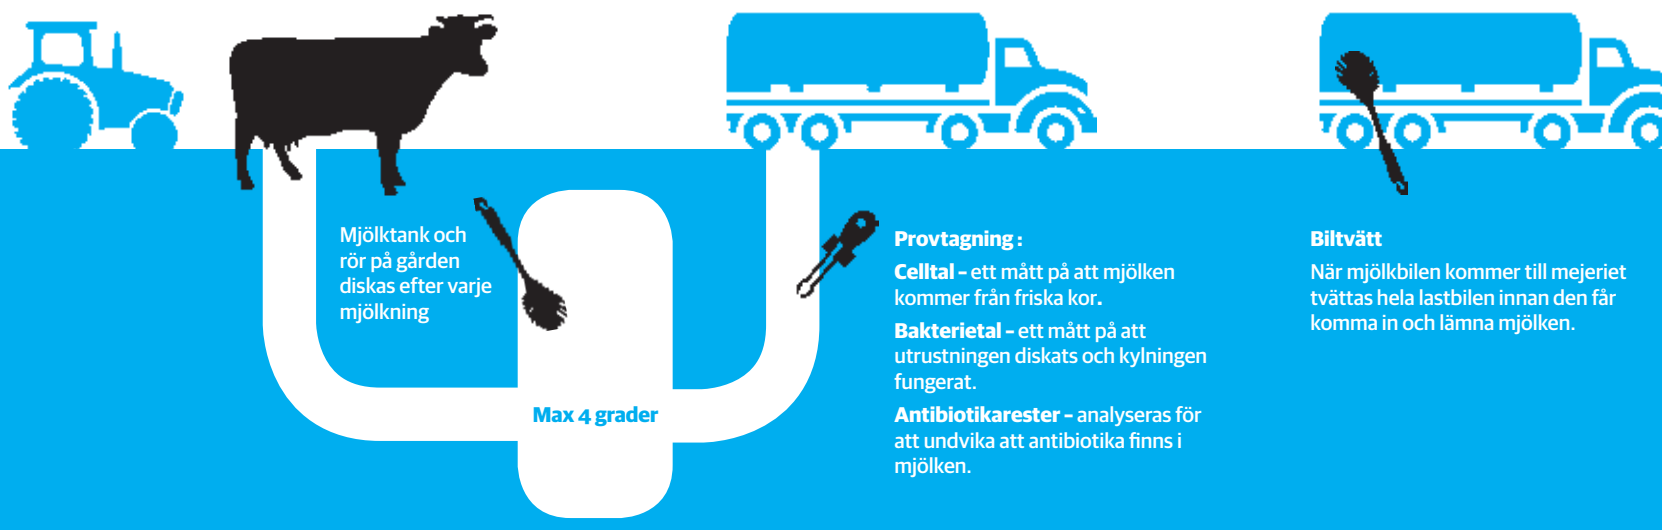 Mjölktank och
rör på gården
diskas efter varje
mjölkning
Max 4 grader
Provtagning :
Celltal – ett mått på att mjölken
kommer från friska kor.
Bakterietal – ett mått på att
utrustningen diskats och kylningen
fungerat.
Antibiotikarester – analyseras för
att undvika att antibiotika finns i
mjölken.
Biltvätt
När mjölkbilen kommer till mejeriet
tvättas hela lastbilen innan den får
komma in och lämna mjölken.